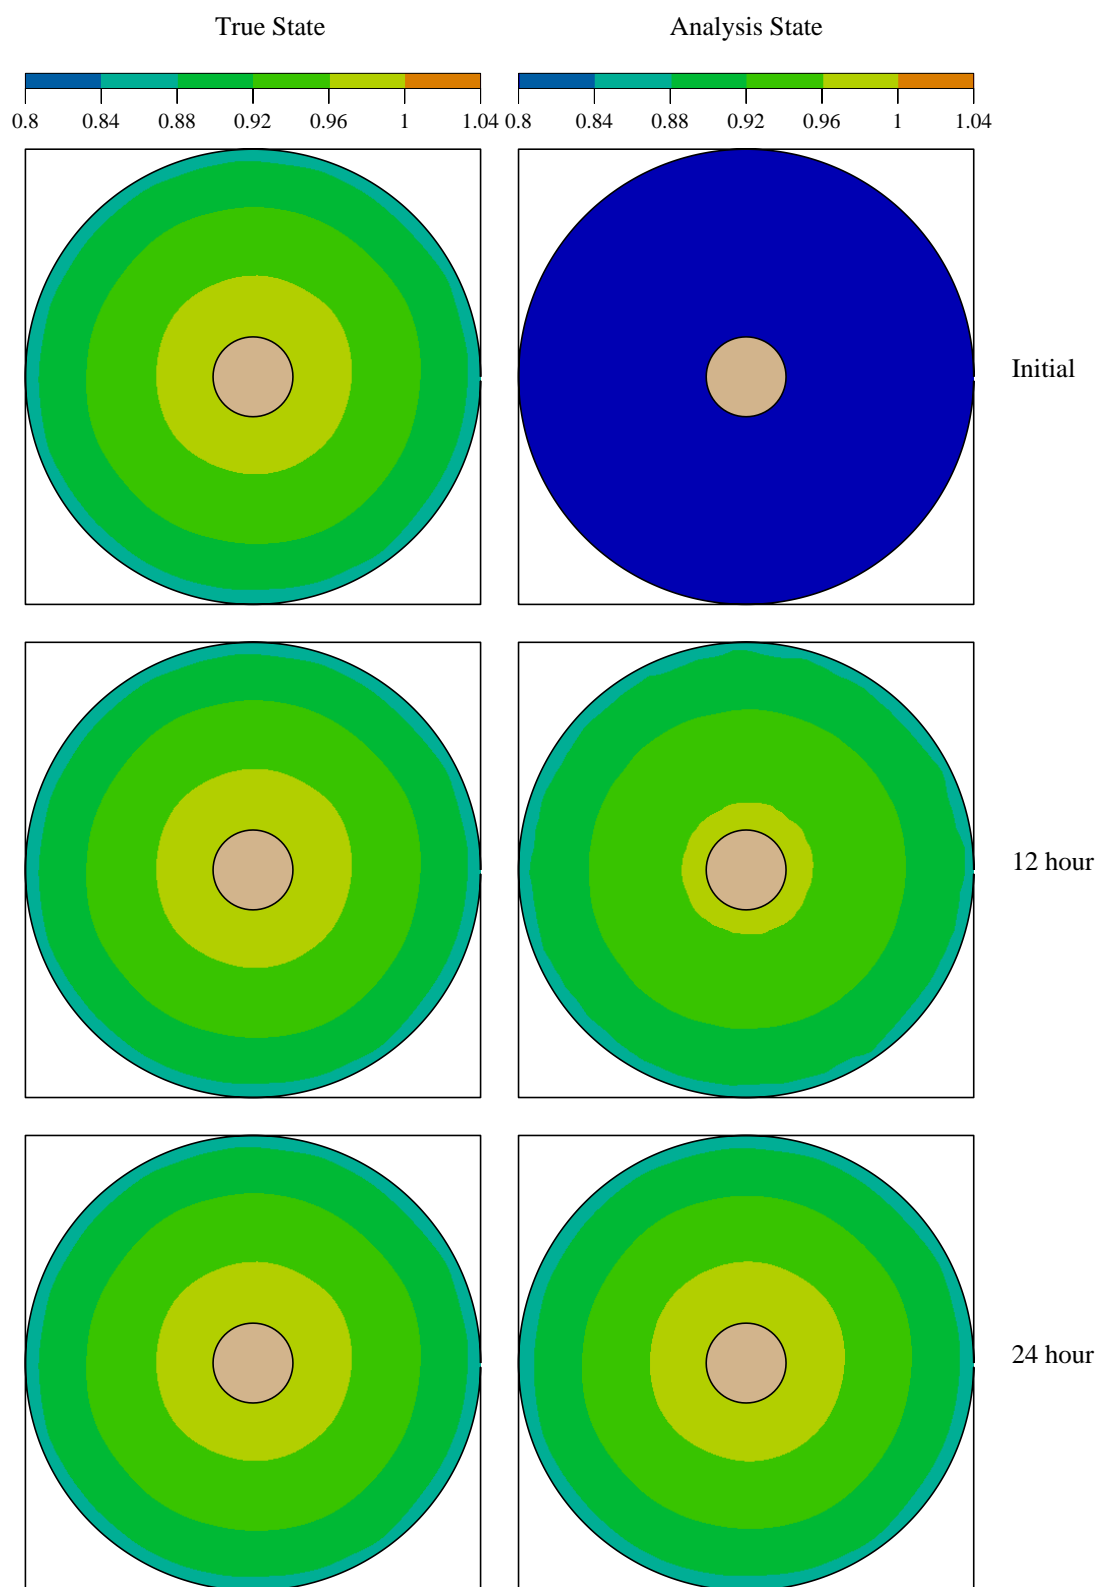 True State Analysis State
0.8 0.84 0.88 0.92 0.96 1 1.04 0.8 0.84 0.88 0.92 0.96 1 1.04
Initial
12 hour
24 hour